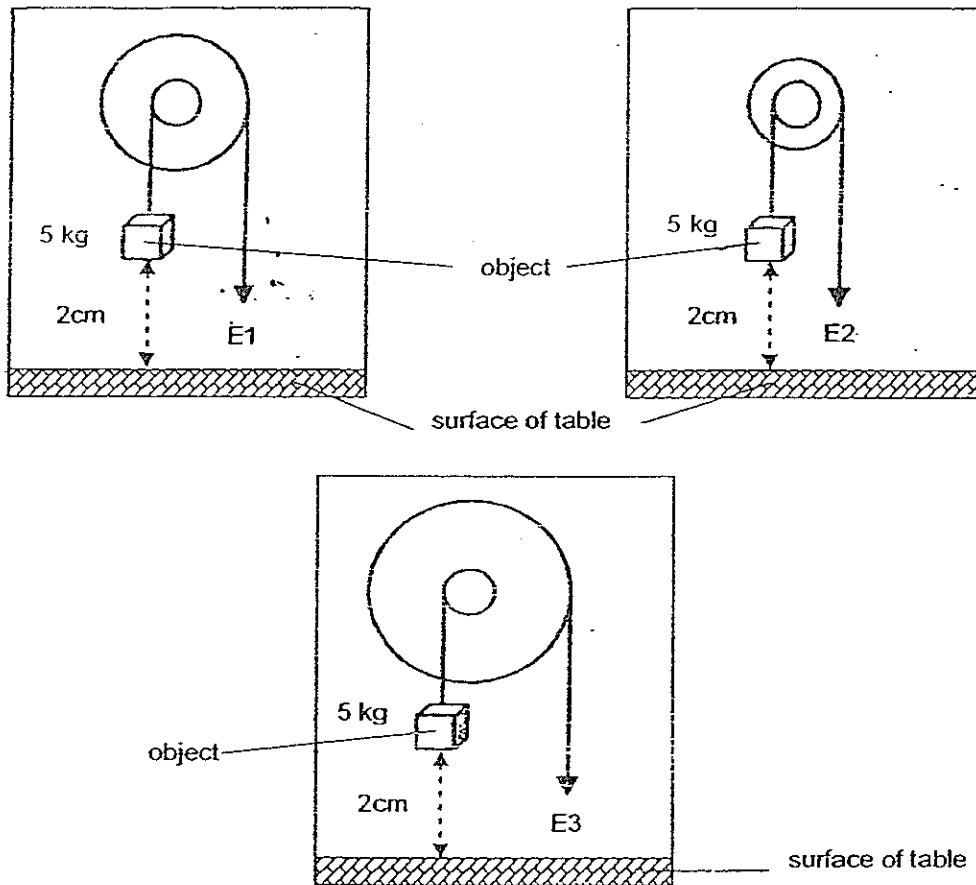 5 kg
5 kg
object
2cm
2cm
E1
E2
surface of table
5 kg
object
2cm
E3
surface of table